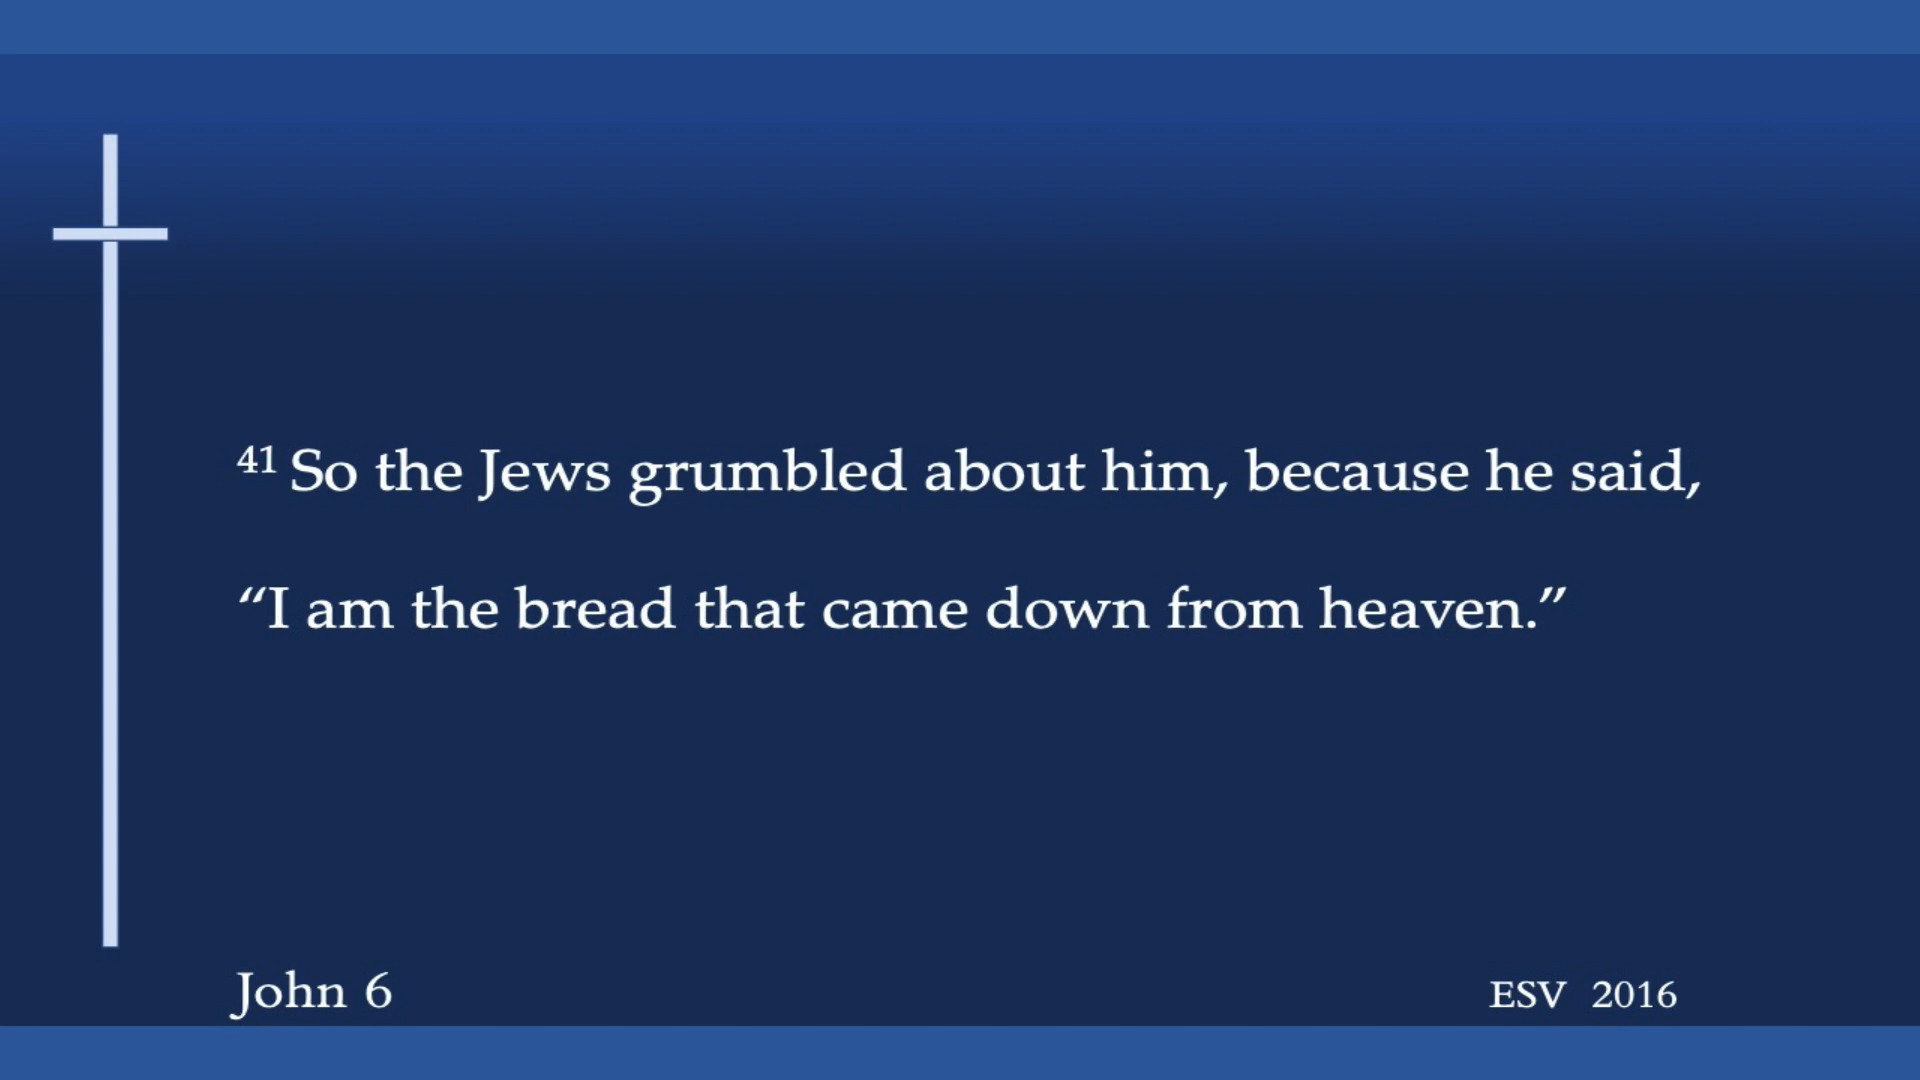 41 So the Jews grumbled about him, because he said,
“I am the bread that came down from heaven.”
John 6
ESV 2016